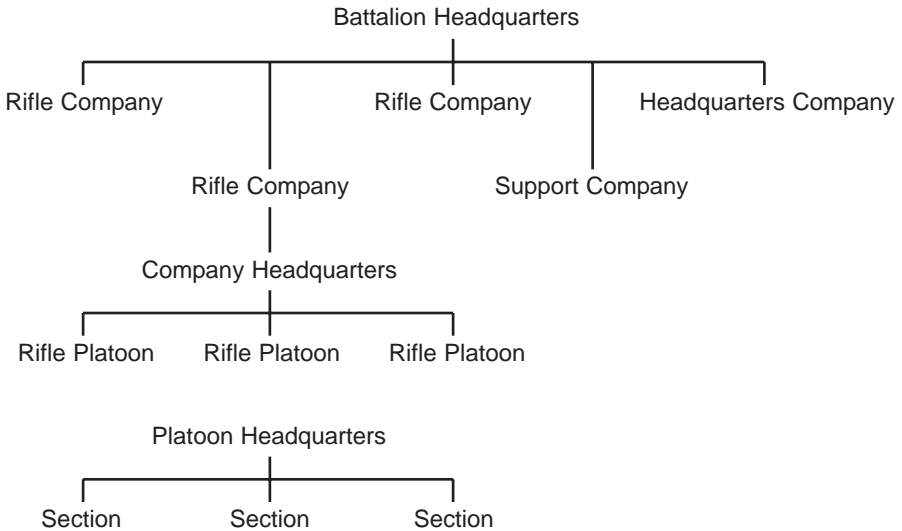 Battalion Headquarters
Rifle Company Rifle Company Headquarters Company
Rifle Company Support Company
Company Headquarters
Rifle Platoon Rifle Platoon Rifle Platoon
Platoon Headquarters
Section Section Section